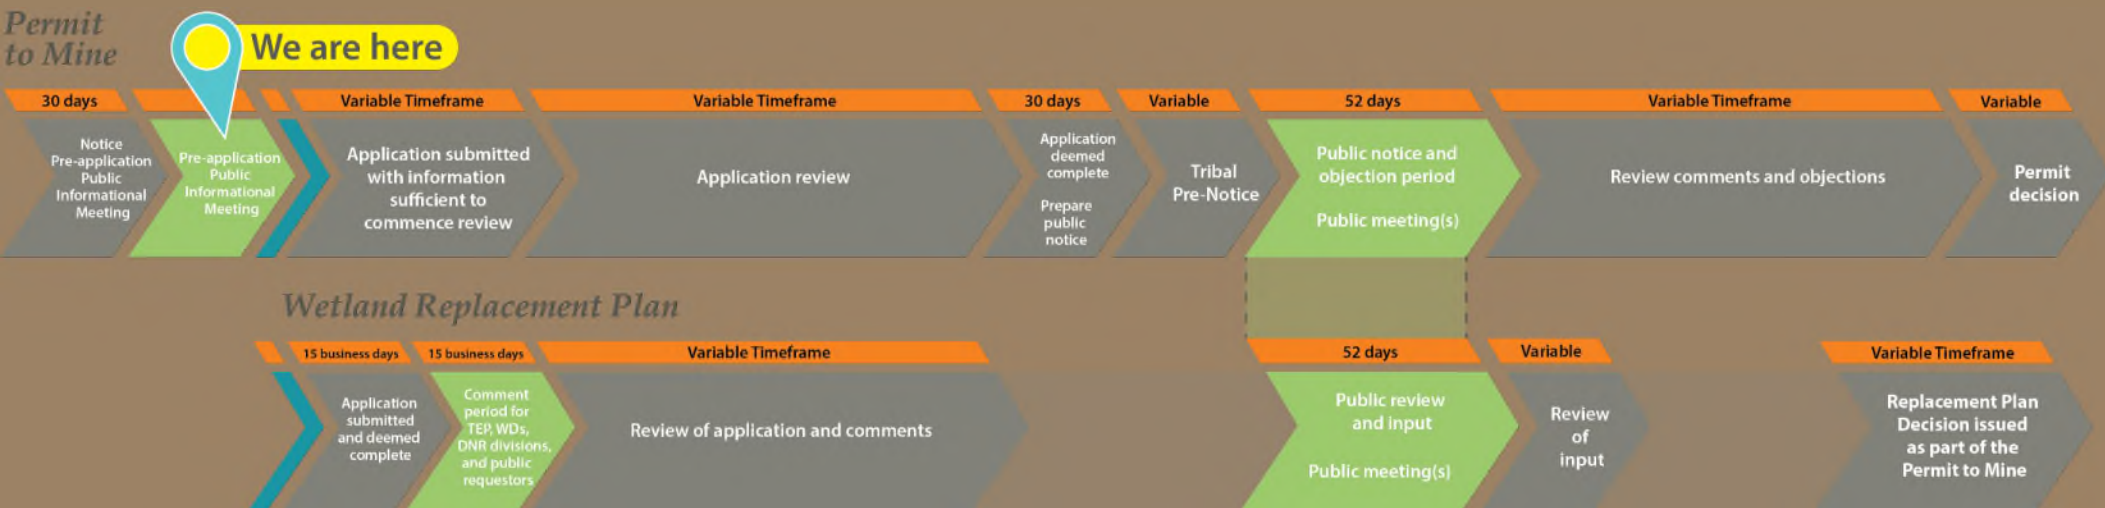 Permit
to Mine
We are here
30 days
Variable Timeframe
Variable Timeframe
30 days
Variable
52 days
Variable Timeframe
Variable
Notice
Pre-application
Public
Informational
Meeting
Pre-application
Public
Informational
Meeting
Application submitted
with information
sufficient to
commence review
Application review
Application
deemed
complete
Prepare
public
notice
Tribal
Pre-Notice
Public notice and
objection period
Public meeting(s)
Review comments and objections
Permit
decision
Wetland Replacement Plan
15 business days
15 business days
Variable Timeframe
52 days
Variable
Variable Timeframe
Application
submitted
and deemed
complete
Comment
period for
TEP, WDs,
DNR divisions,
and public
requestors
Review of application and comments
Public review
and input
Public meeting(s)
Review
of
input
Replacement Plan
Decision issued
as part of the
Permit to Mine